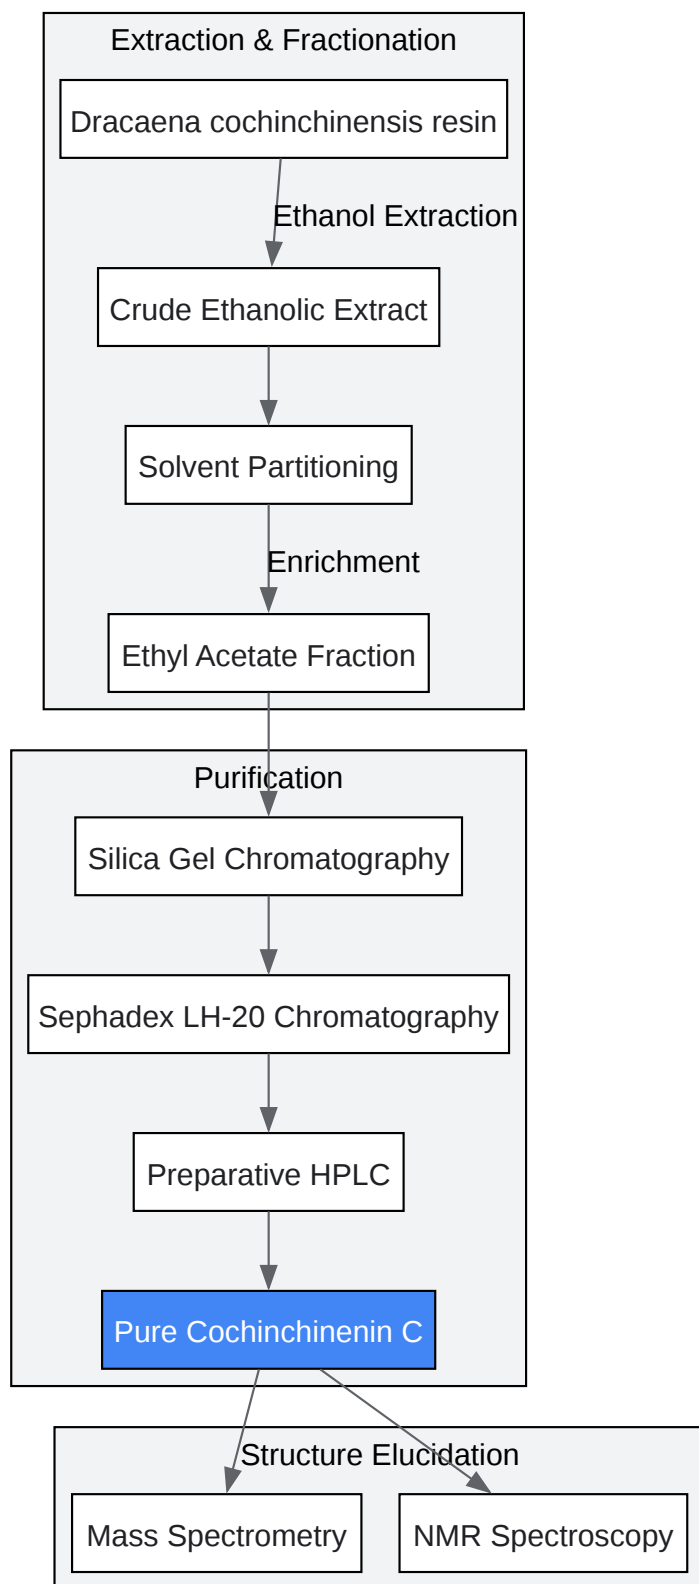 Extraction & Fractionation
Dracaena cochinchinensis resin
Ethanol Extraction
Crude Ethanolic Extract
Solvent Partitioning
Enrichment
Ethyl Acetate Fraction
Purification
Silica Gel Chromatography
Sephadex LH-20 Chromatography
Preparative HPLC
Pure Cochinchinenin C
Structure Elucidation
Mass Spectrometry
NMR Spectroscopy